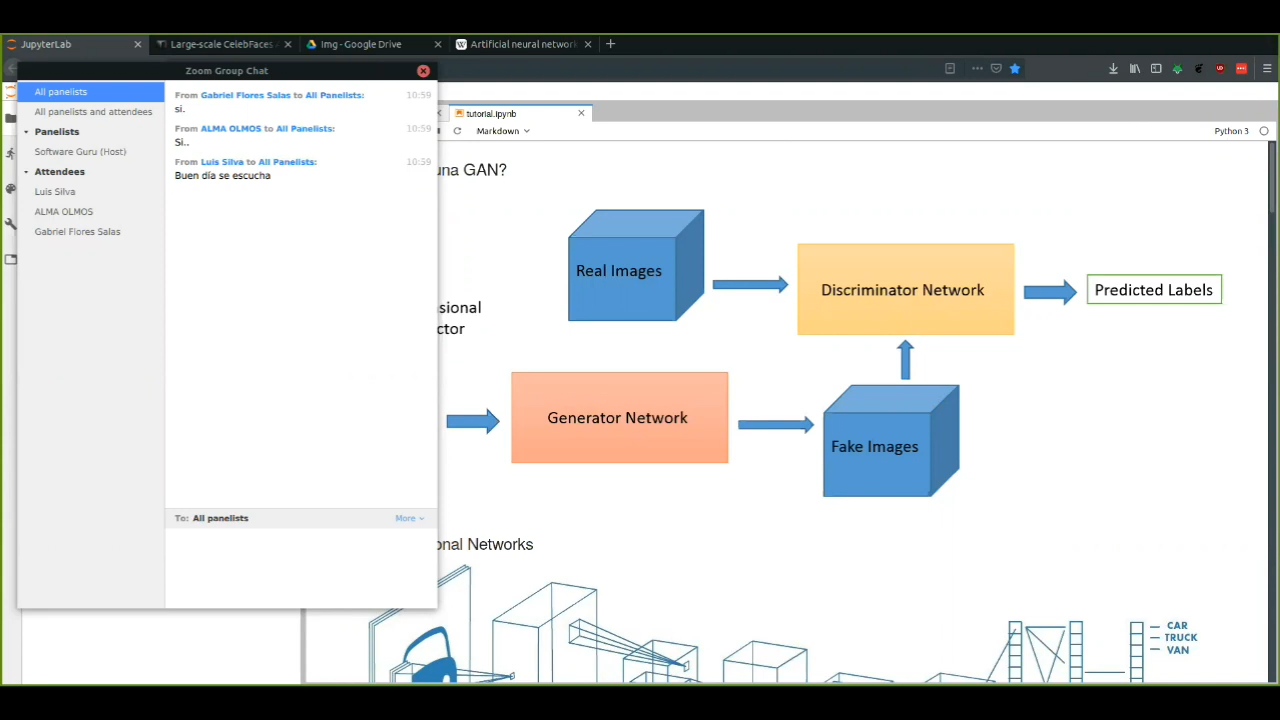 JupyterLab
Large-scale CelebFaces
Img - Google Drive
Artificial neural network
Zoom Group Chat
All panelists
All panelists and attendees
Panelists
Software Guru (Host)
Attendees
Luis Silva
ALMA OLMOS
Gabriel Flores Salas
From Gabriel Flores Salas to All Panelists: 10:59
si.
From ALMA OLMOS to All Panelists: 10:59
Si..
From Luis Silva to All Panelists: 10:59
Buen día se escucha
To: All panelists
More
tutorial.ipynb
Markdown
Python 3
una GAN?
Real Images
Discriminator Network
Predicted Labels
sional
ctor
Generator Network
Fake Images
onal Networks
CAR
TRUCK
VAN